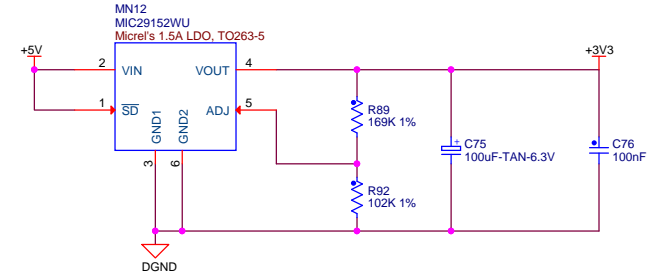 MN12
MIC29152WU
Micrel's 1.5A LDO, TO263-5
+5V
+3V3
2
VIN
VOUT
4
1
SD
ADJ
5
GND1
GND2
3
6
R89
169K 1%
R92
102K 1%
C75
100uF-TAN-6.3V
+
C76
100nF
DGND